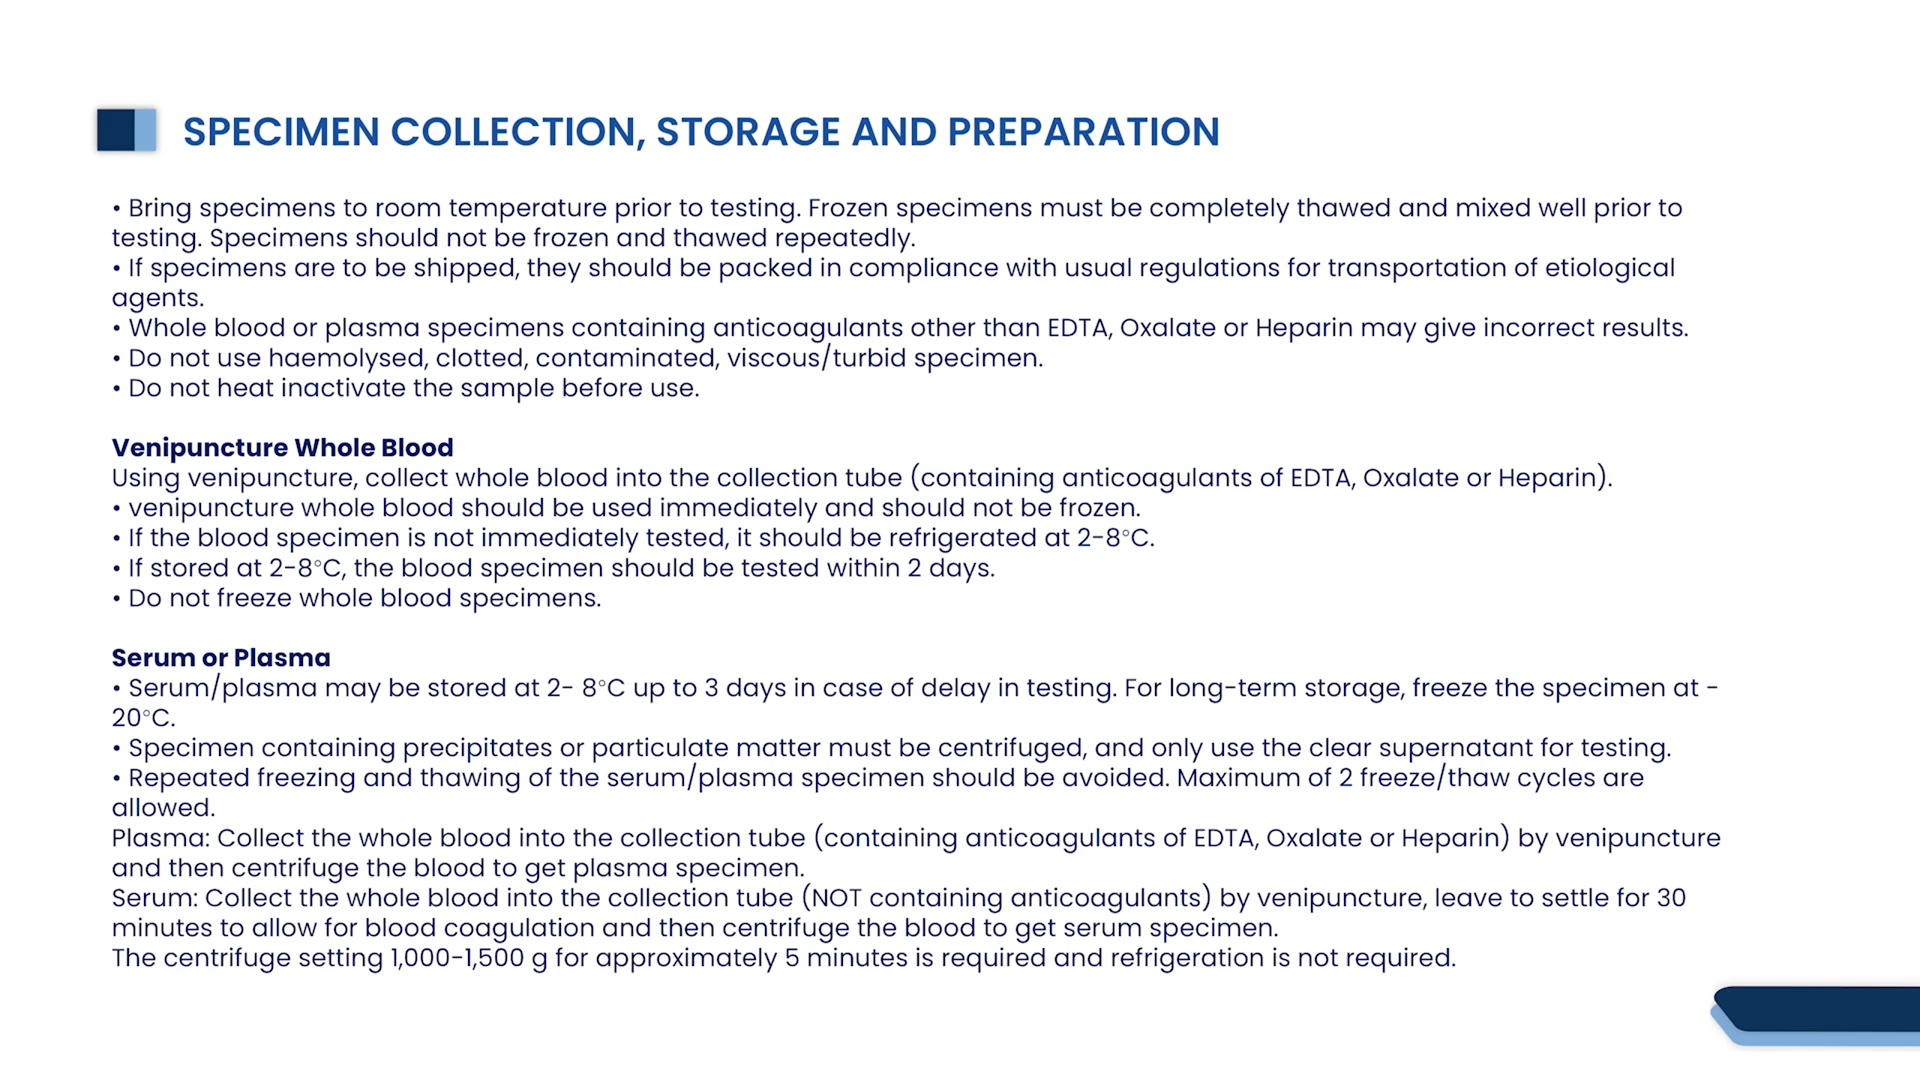 SPECIMEN COLLECTION, STORAGE AND PREPARATION
• Bring specimens to room temperature prior to testing. Frozen specimens must be completely thawed and mixed well prior to
testing. Specimens should not be frozen and thawed repeatedly.
• If specimens are to be shipped, they should be packed in compliance with usual regulations for transportation of etiological
agents.
• Whole blood or plasma specimens containing anticoagulants other than EDTA, Oxalate or Heparin may give incorrect results.
• Do not use haemolysed, clotted, contaminated, viscous/turbid specimen.
• Do not heat inactivate the sample before use.
Venipuncture Whole Blood
Using venipuncture, collect whole blood into the collection tube (containing anticoagulants of EDTA, Oxalate or Heparin).
• venipuncture whole blood should be used immediately and should not be frozen.
• If the blood specimen is not immediately tested, it should be refrigerated at 2-8°C.
• If stored at 2-8°C, the blood specimen should be tested within 2 days.
• Do not freeze whole blood specimens.
Serum or Plasma
• Serum/plasma may be stored at 2- 8°C up to 3 days in case of delay in testing. For long-term storage, freeze the specimen at -
20°C.
• Specimen containing precipitates or particulate matter must be centrifuged, and only use the clear supernatant for testing.
• Repeated freezing and thawing of the serum/plasma specimen should be avoided. Maximum of 2 freeze/thaw cycles are
allowed.
Plasma: Collect the whole blood into the collection tube (containing anticoagulants of EDTA, Oxalate or Heparin) by venipuncture
and then centrifuge the blood to get plasma specimen.
Serum: Collect the whole blood into the collection tube (NOT containing anticoagulants) by venipuncture, leave to settle for 30
minutes to allow for blood coagulation and then centrifuge the blood to get serum specimen.
The centrifuge setting 1,000-1,500 g for approximately 5 minutes is required and refrigeration is not required.